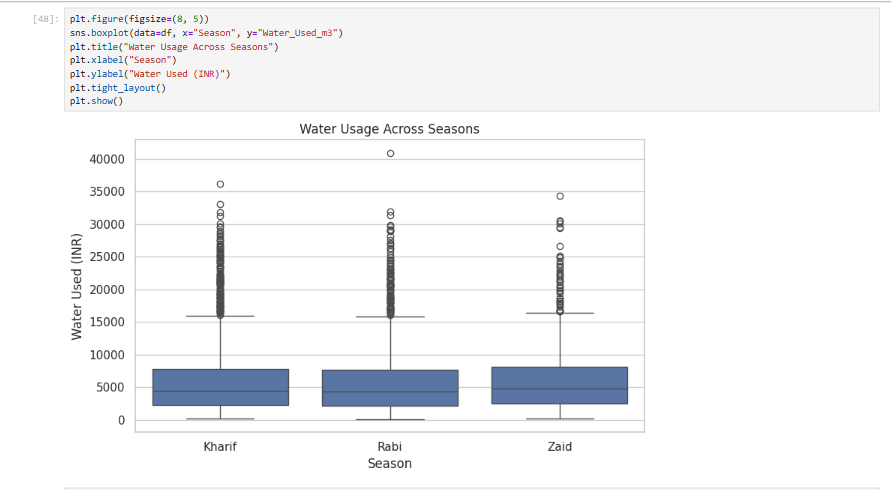 [48]:
plt.figure(figsize=(8, 5))
sns.boxplot(data=df, x="Season", y="Water_Used_m3")
plt.title("Water Usage Across Seasons")
plt.xlabel("Season")
plt.ylabel("Water Used (INR)")
plt.tight_layout()
plt.show()
Water Usage Across Seasons
40000
35000
30000
25000
20000
15000
10000
5000
0
Water Used (INR)
Kharif
Rabi
Zaid
Season